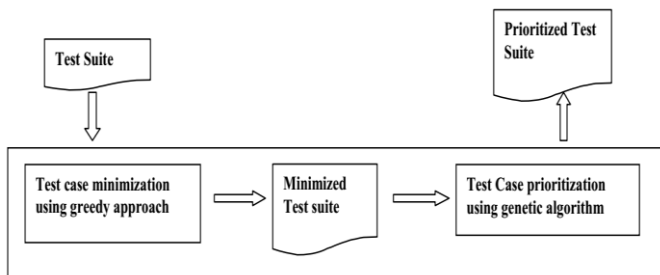 Test Suite
Prioritized Test
Suite
Test case minimization
using greedy approach
Minimized
Test suite
Test Case prioritization
using genetic algorithm